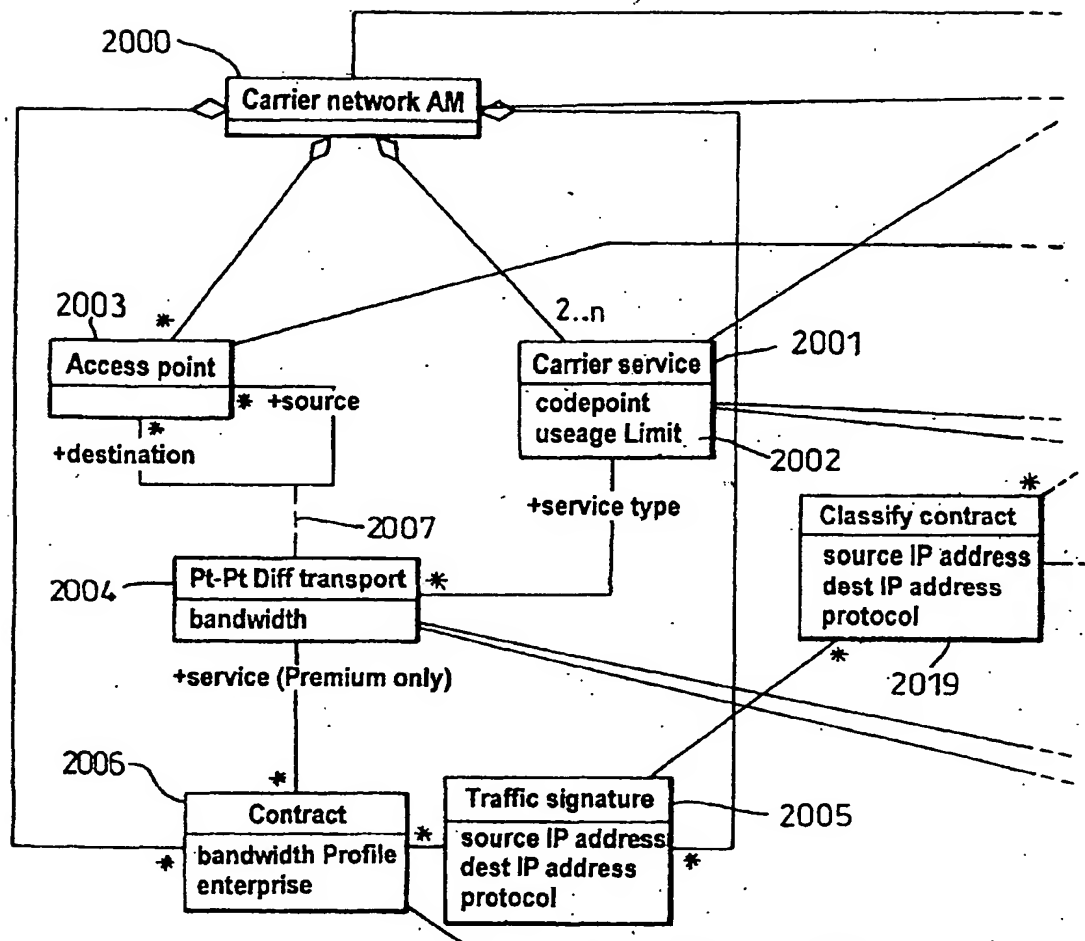 2000
Carrier network AM
2003
*
Access point
* +source
*
+destination
2..n
Carrier service
codepoint
useage Limit
2001
2002
+service type
2007
*
Classify contract
source IP address
dest IP address
protocol
*
2019
2004
Pt-Pt Diff transport
bandwidth
*
+service (Premium only)
2006
*
Contract
bandwidth Profile
enterprise
*
*
Traffic signature
source IP address
dest IP address
protocol
*
2005